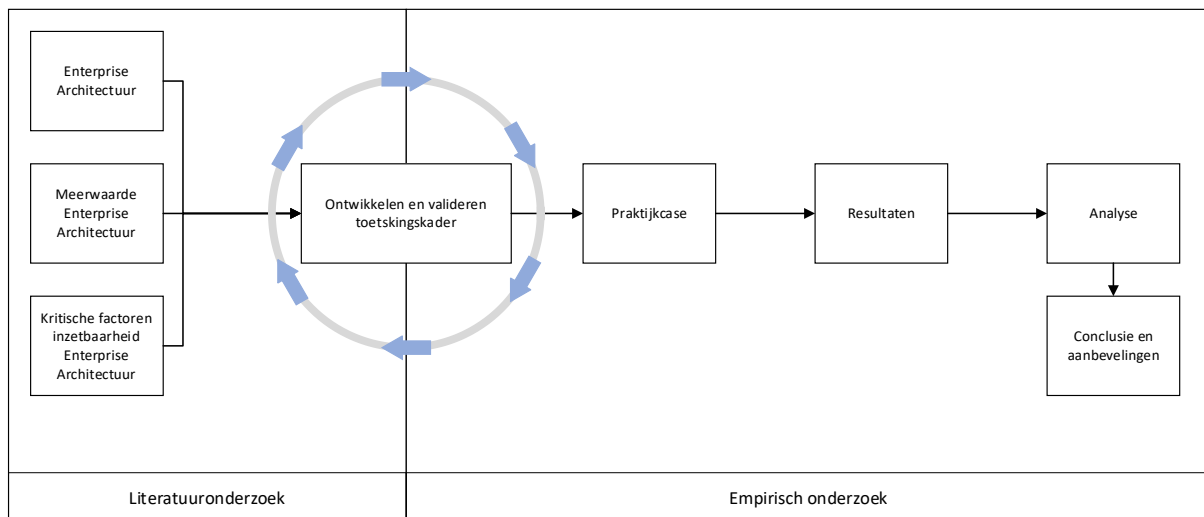 Enterprise
Architectuur
Meerwaarde
Enterprise
Architectuur
Kritische factoren
inzetbaarheid
Enterprise
Architectuur
Ontwikkelen en valideren
toetskingskader
Praktijkcase
Resultaten
Analyse
Conclusie en
aanbevelingen
Literatuuronderzoek
Empirisch onderzoek